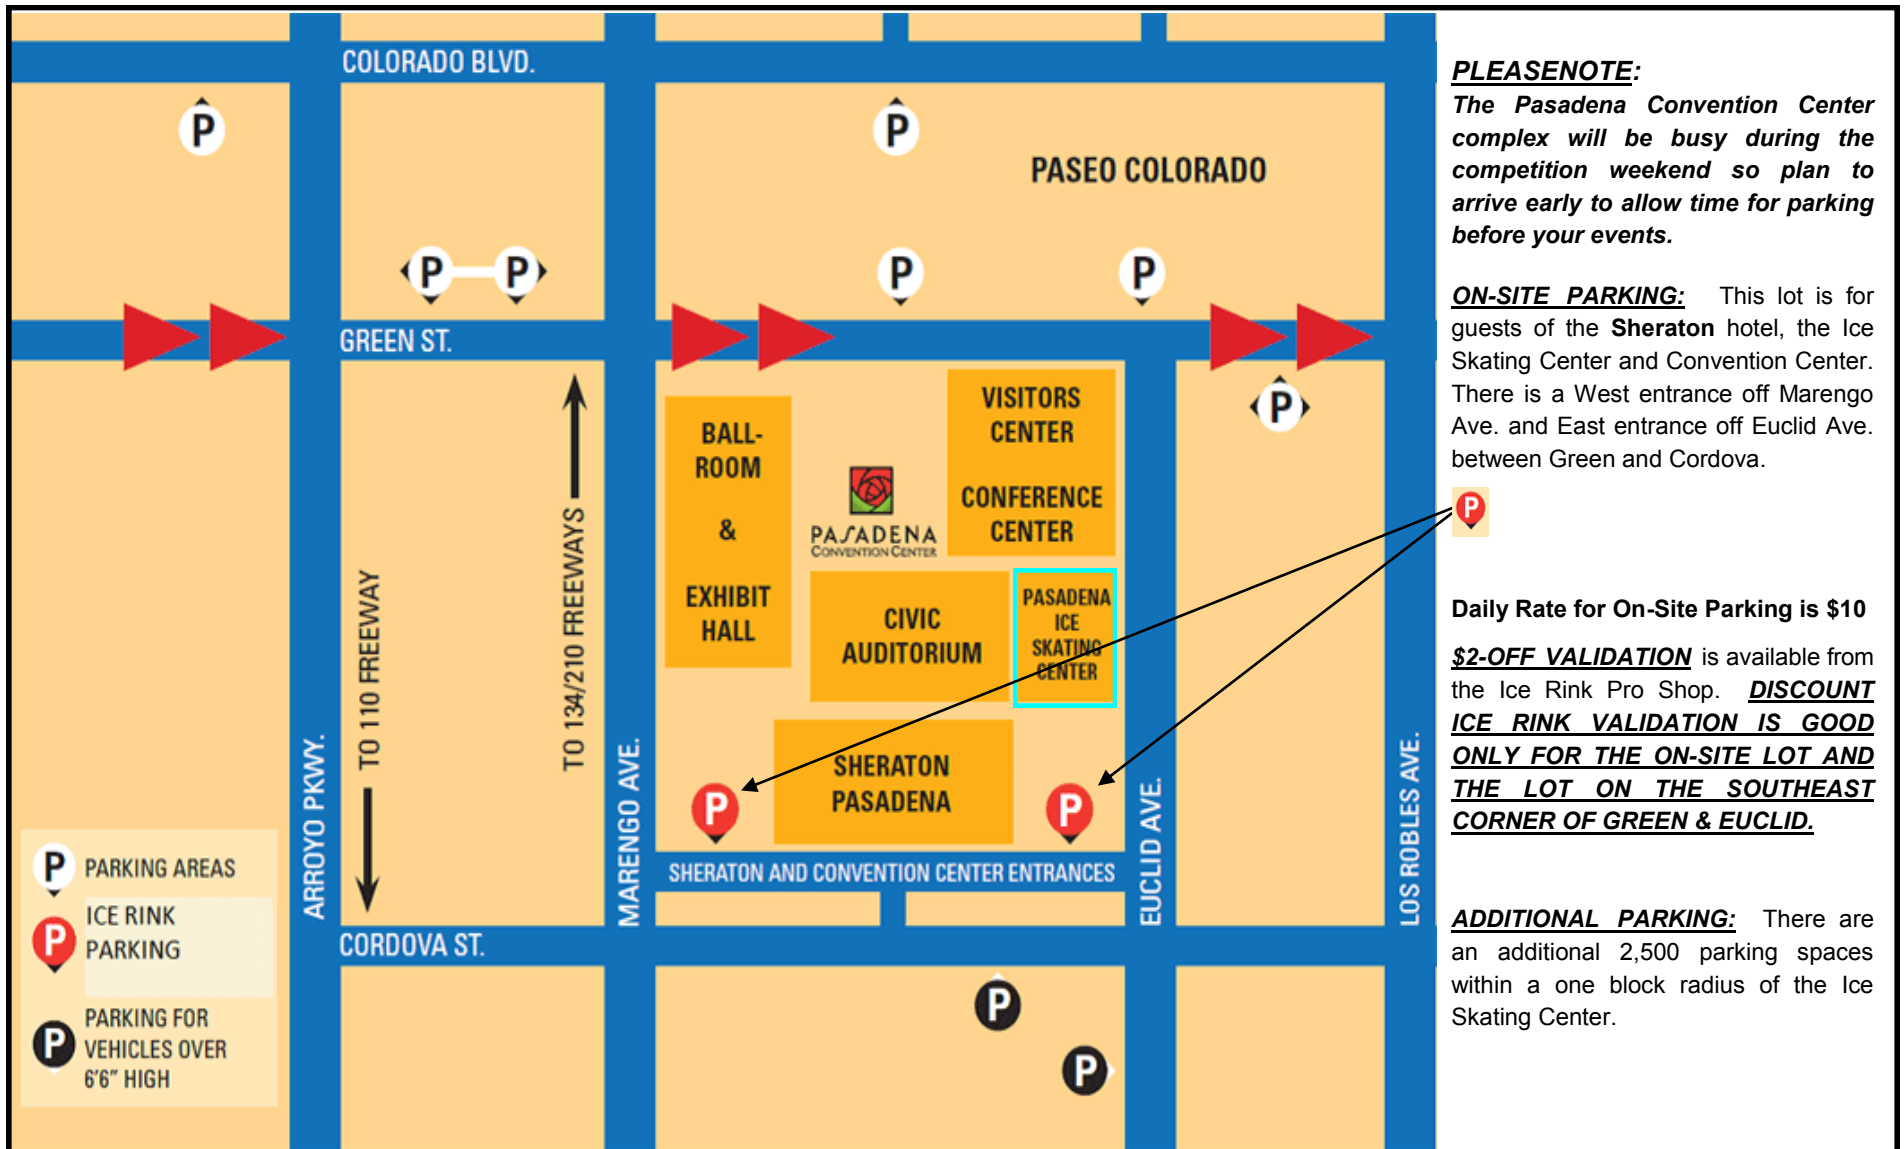 COLORADO BLVD.
P
P
PASEO COLORADO
P
P
P
P
GREEN ST.
P
BALL-
ROOM
&
EXHIBIT
HALL
VISITORS
CENTER
CONFERENCE
CENTER
PASADENA
CONVENTION CENTER
CIVIC
AUDITORIUM
PASADENA
ICE
SKATING
CENTER
SHERATON
PASADENA
P
P
TO 110 FREEWAY
TO 134/210 FREEWAYS
ARROYO PKWY.
MARENGO AVE.
EUCLID AVE.
LOS ROBLES AVE.
SHERATON AND CONVENTION CENTER ENTRANCES
CORDOVA ST.
P
P
P PARKING AREAS
P ICE RINK
PARKING
P PARKING FOR
VEHICLES OVER
6'6" HIGH
PLEASENOTE:
The Pasadena Convention Center
complex will be busy during the
competition weekend so plan to
arrive early to allow time for parking
before your events.
ON-SITE PARKING: This lot is for
guests of the Sheraton hotel, the Ice
Skating Center and Convention Center.
There is a West entrance off Marengo
Ave. and East entrance off Euclid Ave.
between Green and Cordova.
P
Daily Rate for On-Site Parking is $10
$2-OFF VALIDATION is available from
the Ice Rink Pro Shop. DISCOUNT
ICE RINK VALIDATION IS GOOD
ONLY FOR THE ON-SITE LOT AND
THE LOT ON THE SOUTHEAST
CORNER OF GREEN & EUCLID.
ADDITIONAL PARKING: There are
an additional 2,500 parking spaces
within a one block radius of the Ice
Skating Center.